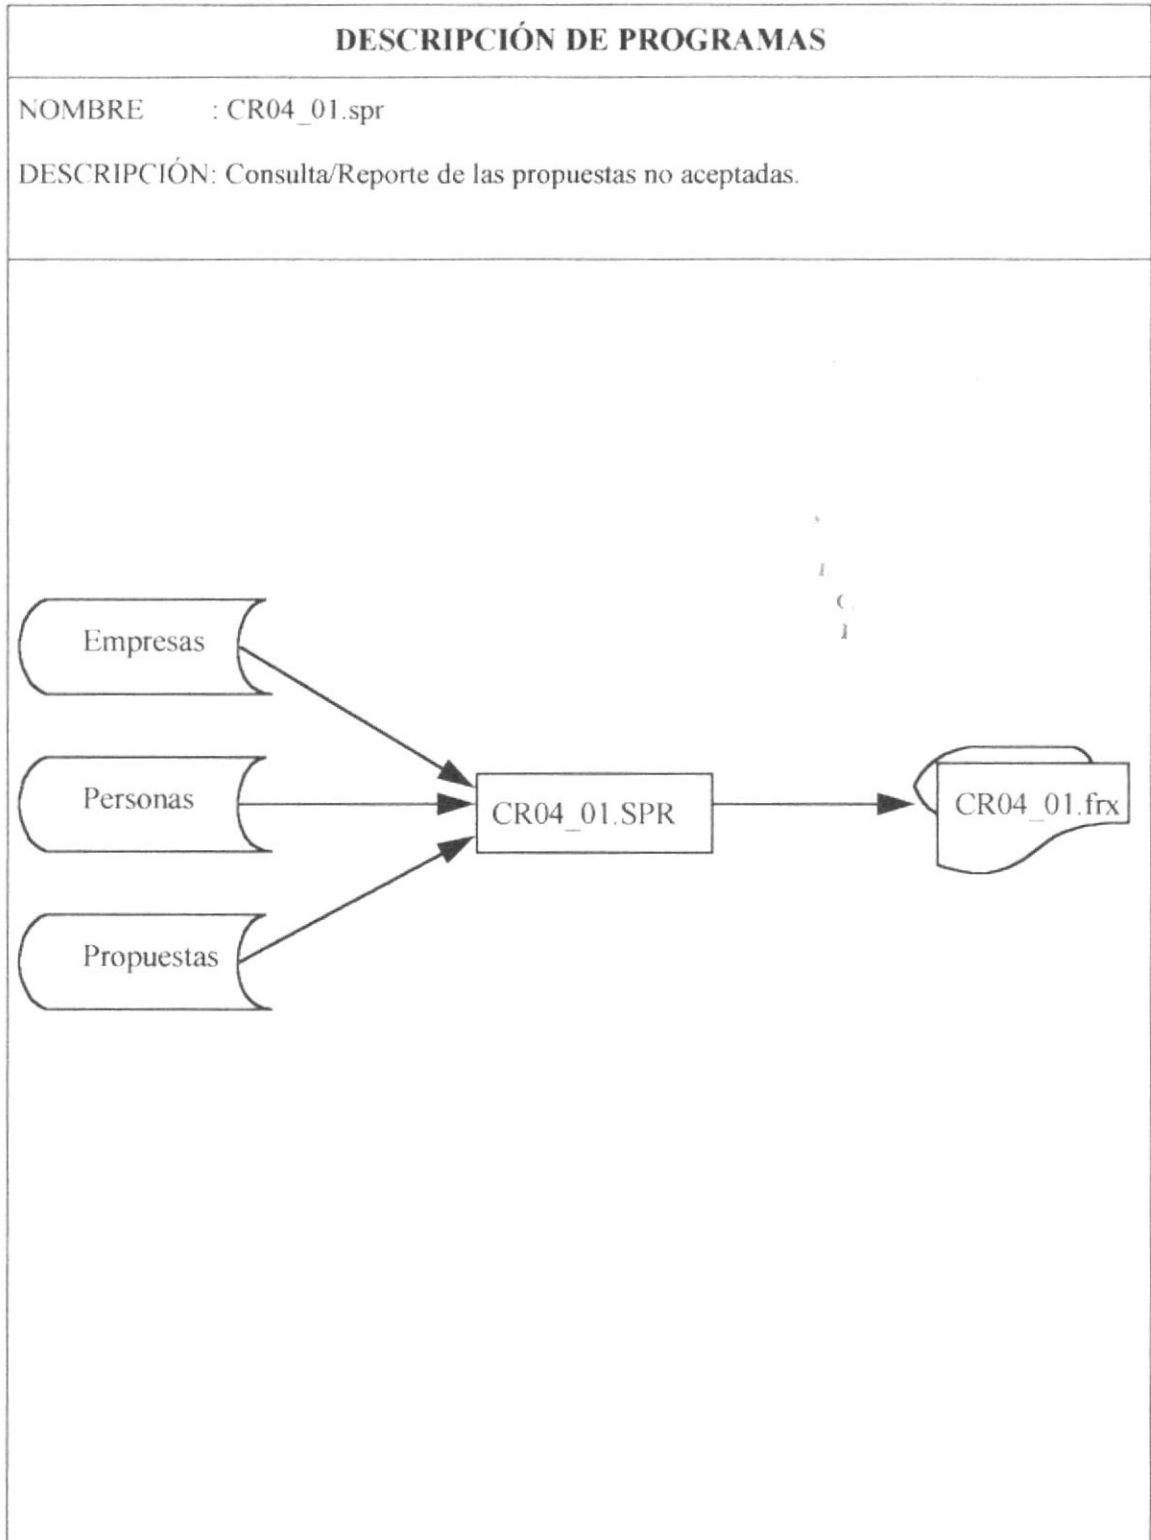 DESCRIPCIÓN DE PROGRAMAS
NOMBRE : CR04_01.spr
DESCRIPCIÓN: Consulta/Reporte de las propuestas no aceptadas.
Empresas
Personas
CR04_01.SPR
CR04_01.frx
Propuestas